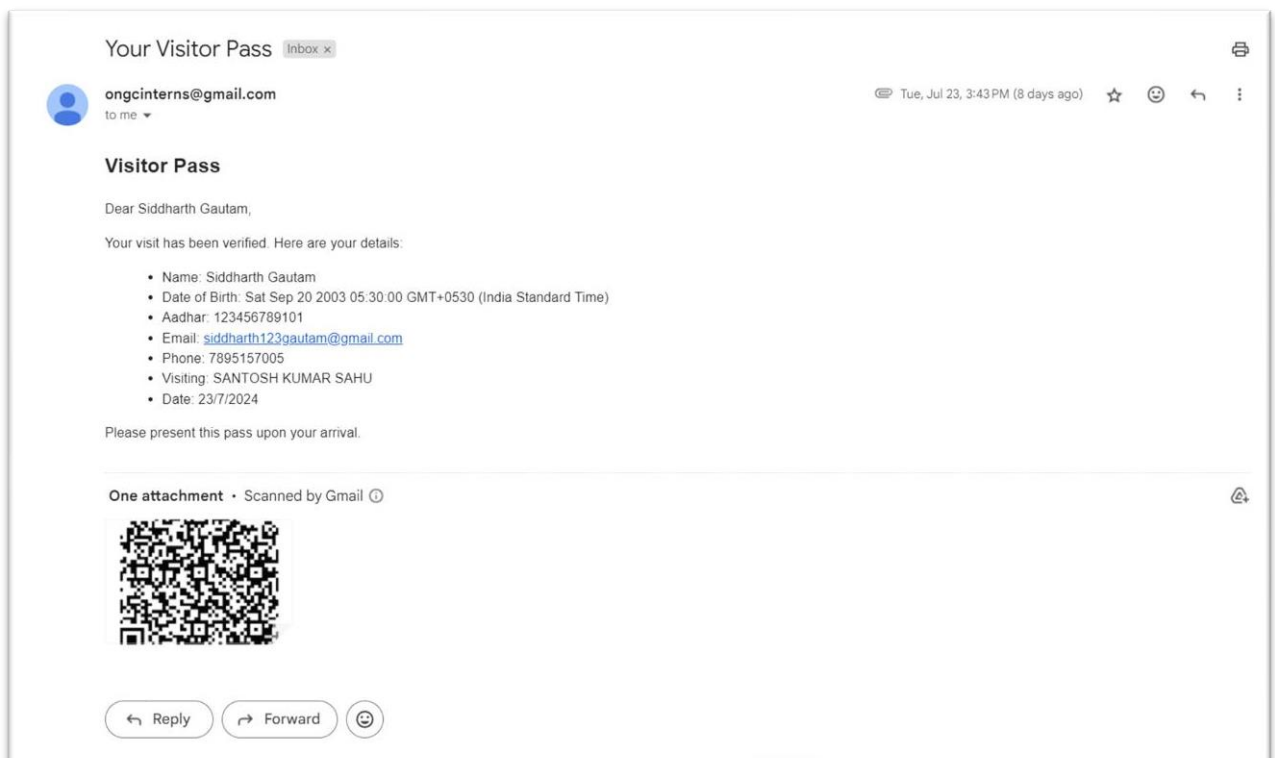 Your Visitor Pass Inbox ×
ongcinterns@gmail.com Tue, Jul 23, 3:43 PM (8 days ago)
to me
Visitor Pass
Dear Siddharth Gautam,
Your visit has been verified. Here are your details:
• Name: Siddharth Gautam
• Date of Birth: Sat Sep 20 2003 05:30:00 GMT+0530 (India Standard Time)
• Aadhar: 123456789101
• Email: siddharth123gautam@gmail.com
• Phone: 7895157005
• Visiting: SANTOSH KUMAR SAHU
• Date: 23/7/2024
Please present this pass upon your arrival.
One attachment • Scanned by Gmail
Reply Forward